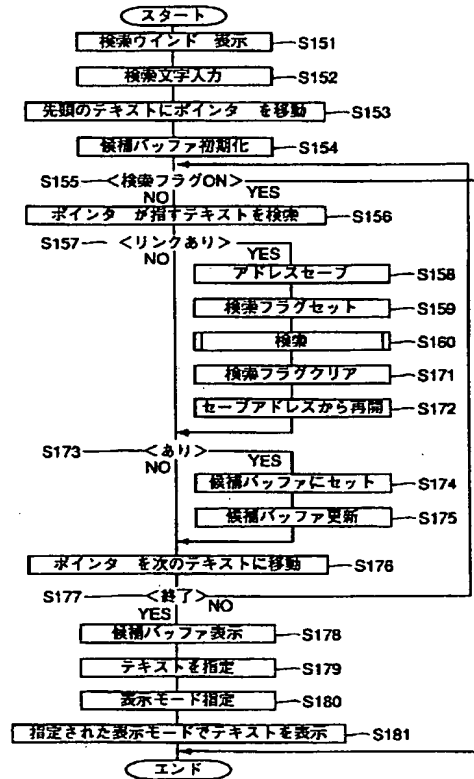 スタート
検索ウインド 表示 S151
検索文字入力 S152
先頭のテキストにポインタ を移動 S153
候補バッファ初期化 S154
S155 <検索フラグON>
NO YES
ポインタ が指すテキストを検索 S156
S157 <リンクあり>
NO YES
アドレスセーブ S158
検索フラグセット S159
検索 S160
検索フラグクリア S171
セーブアドレスから再開 S172
S173 <あり>
NO YES
候補バッファにセット S174
候補バッファ更新 S175
ポインタ を次のテキストに移動 S176
S177 <終了> NO
YES
候補バッファ表示 S178
テキストを指定 S179
表示モード指定 S180
指定された表示モードでテキストを表示 S181
エンド